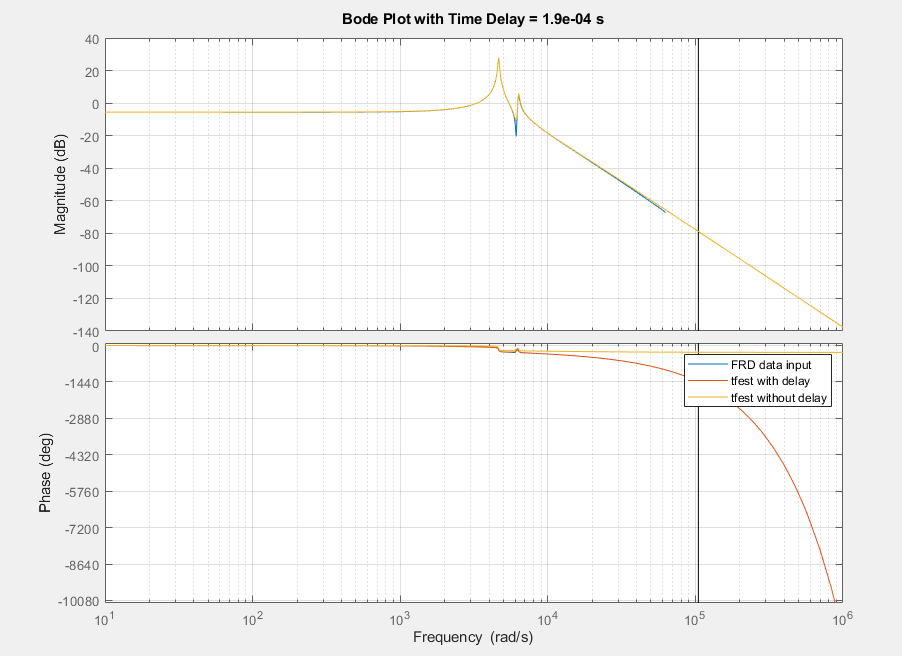 Bode Plot with Time Delay = 1.9e-04 s
40
20
0
-20
-40
-60
-80
-100
-120
-140
Magnitude (dB)
0
-1440
-2880
-4320
-5760
-7200
-8640
-10080
Phase (deg)
FRD data input
tfest with delay
tfest without delay
10^1 10^2 10^3 10^4 10^5 10^6
Frequency (rad/s)